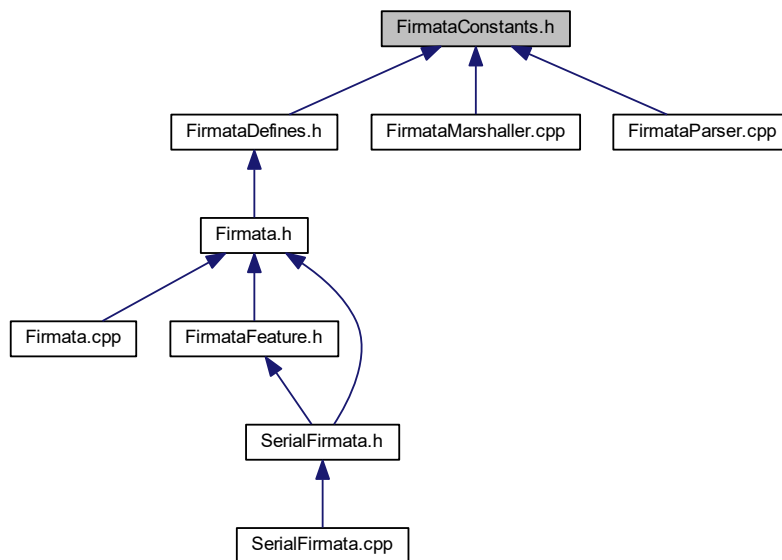 FirmataConstants.h
FirmataDefines.h
FirmataMarshaller.cpp
FirmataParser.cpp
Firmata.h
Firmata.cpp
FirmataFeature.h
SerialFirmata.h
SerialFirmata.cpp